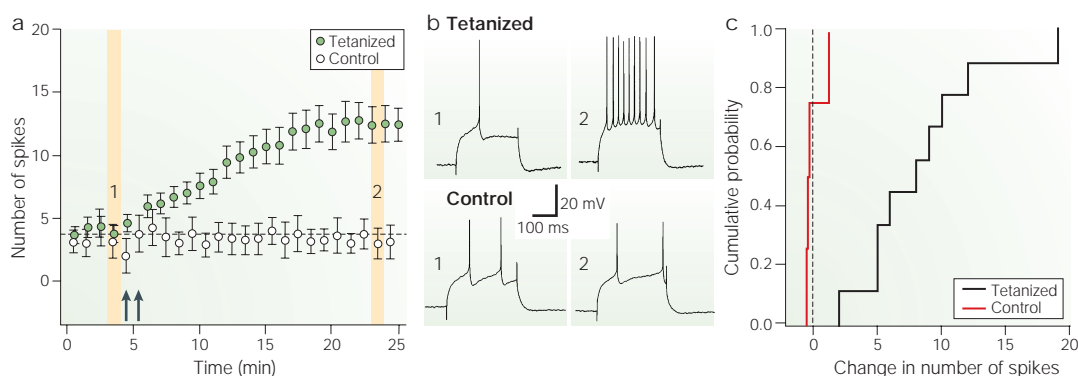 a
20
15
10
5
0
Number of spikes
Tetanized
Control
1
2
0 5 10 15 20 25
Time (min)
b Tetanized
1
2
Control
20 mV
100 ms
1
2
c
1.0
0.8
0.6
0.4
0.2
0.0
Cumulative probability
Tetanized
Control
0 5 10 15 20
Change in number of spikes